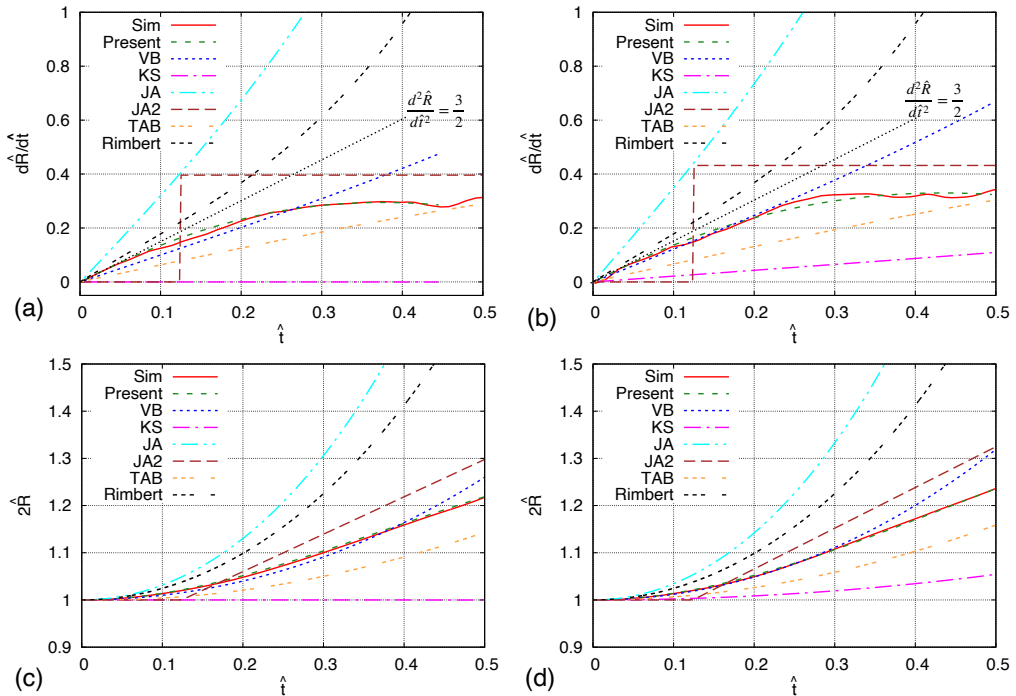 1
0.8
0.6
0.4
0.2
0
dR̂/dt̂
0 0.1 0.2 0.3 0.4 0.5
t̂
(a)
Sim
Present
VB
KS
JA
JA2
TAB
Rimbert
d²R̂/dt̂² = 3/2
1
0.8
0.6
0.4
0.2
0
dR̂/dt̂
0 0.1 0.2 0.3 0.4 0.5
t̂
(b)
Sim
Present
VB
KS
JA
JA2
TAB
Rimbert
d²R̂/dt̂² = 3/2
1.5
1.4
1.3
1.2
1.1
1
0.9
2R̂
0 0.1 0.2 0.3 0.4 0.5
t̂
(c)
Sim
Present
VB
KS
JA
JA2
TAB
Rimbert
1.5
1.4
1.3
1.2
1.1
1
0.9
2R̂
0 0.1 0.2 0.3 0.4 0.5
t̂
(d)
Sim
Present
VB
KS
JA
JA2
TAB
Rimbert